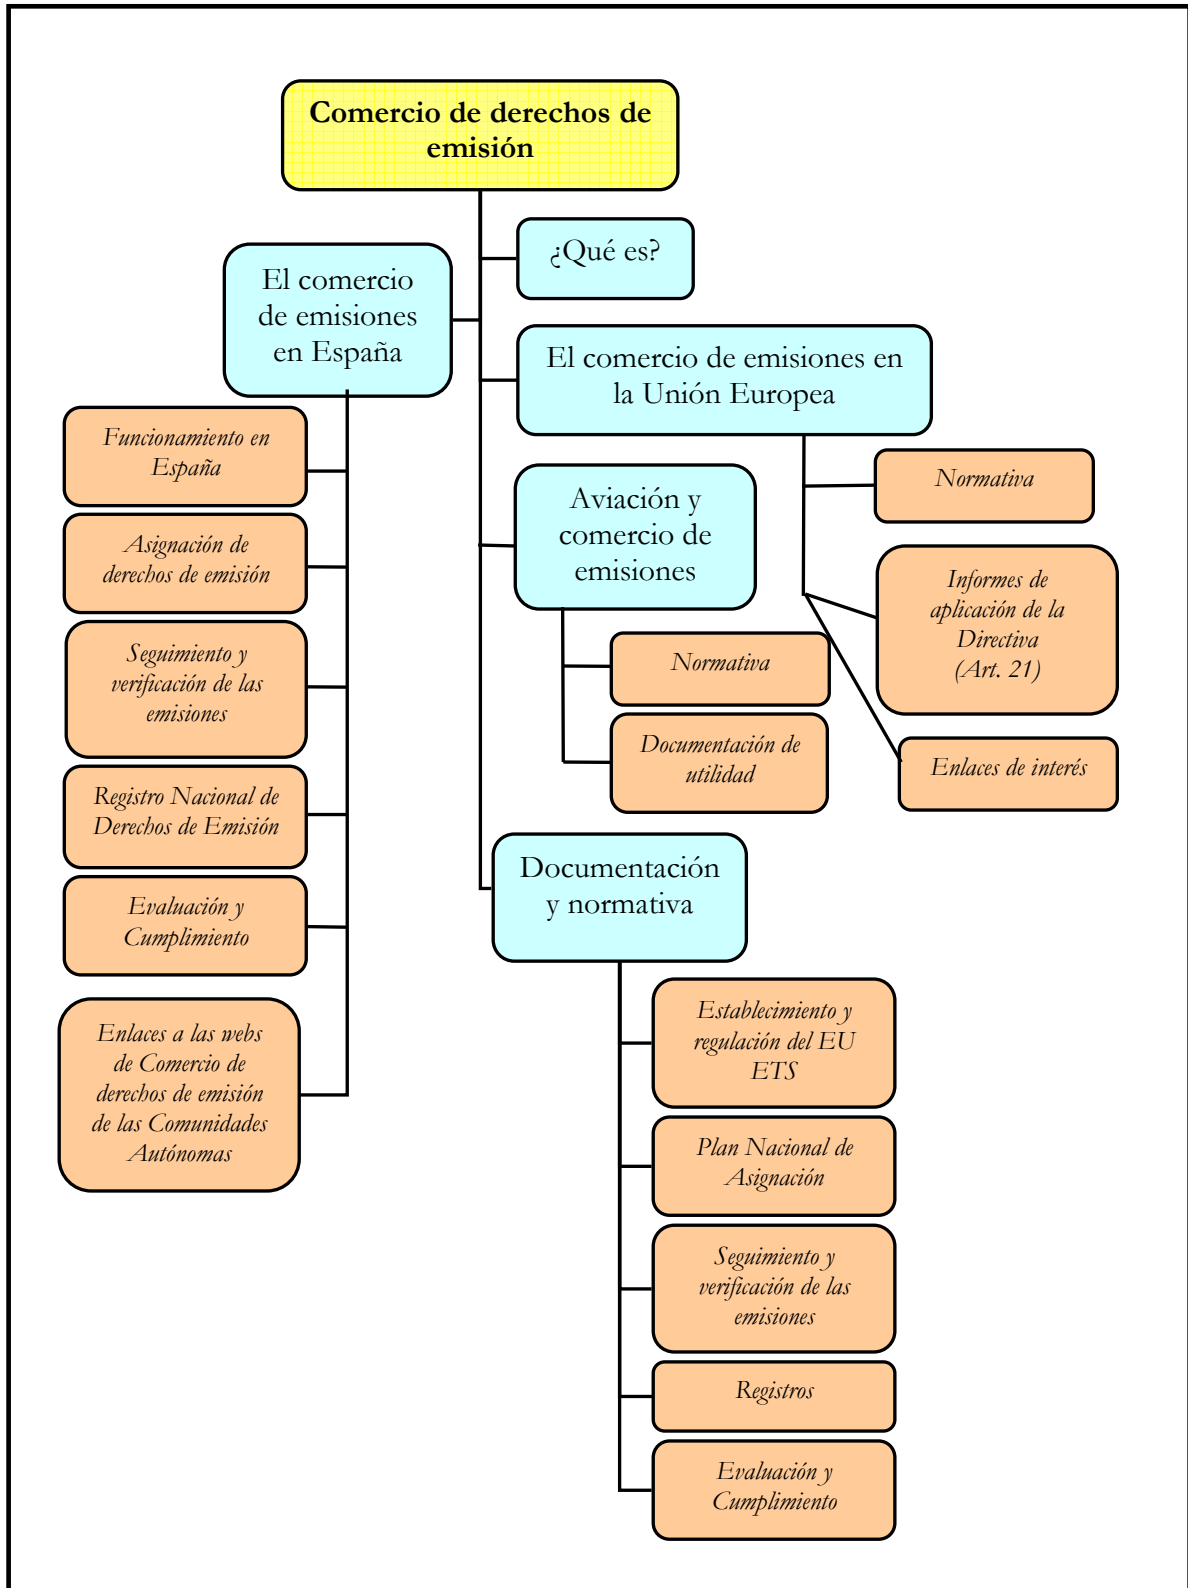 Comercio de derechos de
emisión
¿Qué es?
El comercio
de emisiones
en España
El comercio de emisiones en
la Unión Europea
Funcionamiento en
España
Asignación de
derechos de emisión
Seguimiento y
verificación de las
emisiones
Registro Nacional de
Derechos de Emisión
Evaluación y
Cumplimiento
Enlaces a las webs
de Comercio de
derechos de emisión
de las Comunidades
Autónomas
Normativa
Informes de
aplicación de la
Directiva
(Art. 21)
Enlaces de interés
Aviación y
comercio de
emisiones
Normativa
Documentación de
utilidad
Documentación
y normativa
Establecimiento y
regulación del EU
ETS
Plan Nacional de
Asignación
Seguimiento y
verificación de las
emisiones
Registros
Evaluación y
Cumplimiento